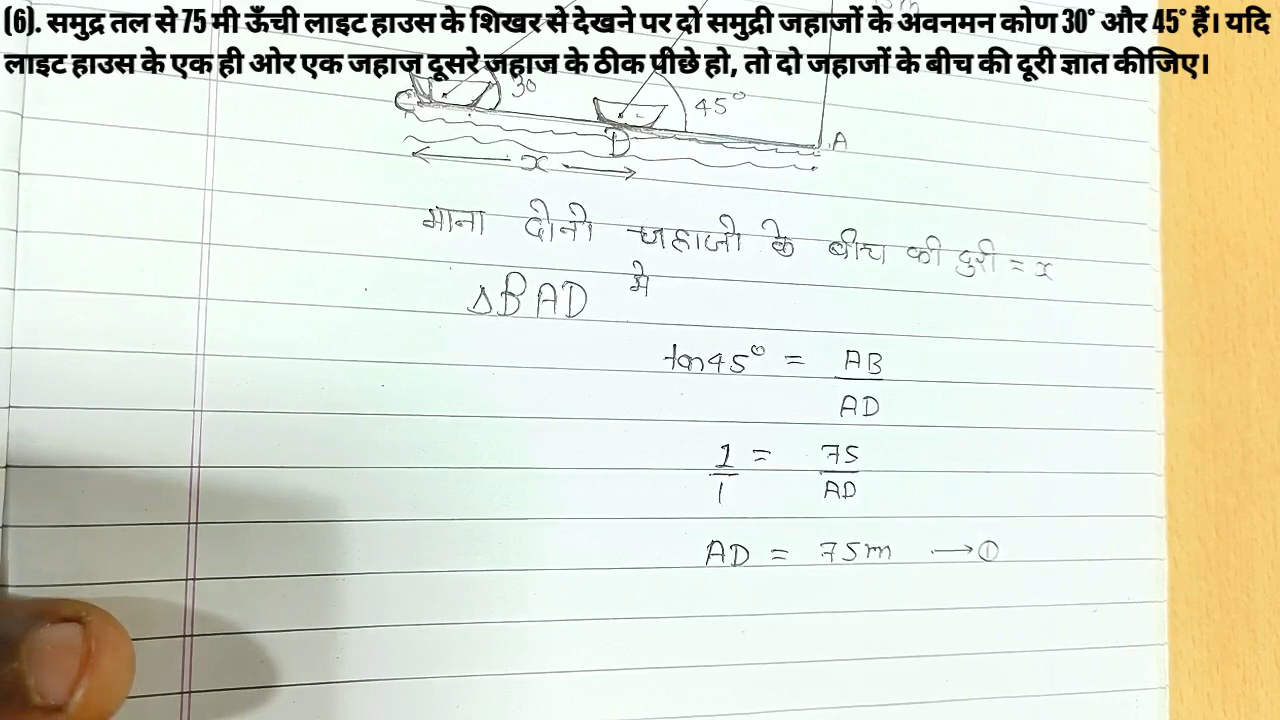 (6). समुद्र तल से 75 मी ऊँची लाइट हाउस के शिखर से देखने पर दो समुद्री जहाजों के अवनमन कोण 30° और 45° हैं। यदि
लाइट हाउस के एक ही ओर एक जहाज दूसरे जहाज के ठीक पीछे हो, तो दो जहाजों के बीच की दूरी ज्ञात कीजिए।
30
45°
C
D
A
x
माना दोनो जहाजो के बीच की दुरी = x
△BAD मे
tan45° = AB
AD
1 = 75
1 AD
AD = 75m → ①